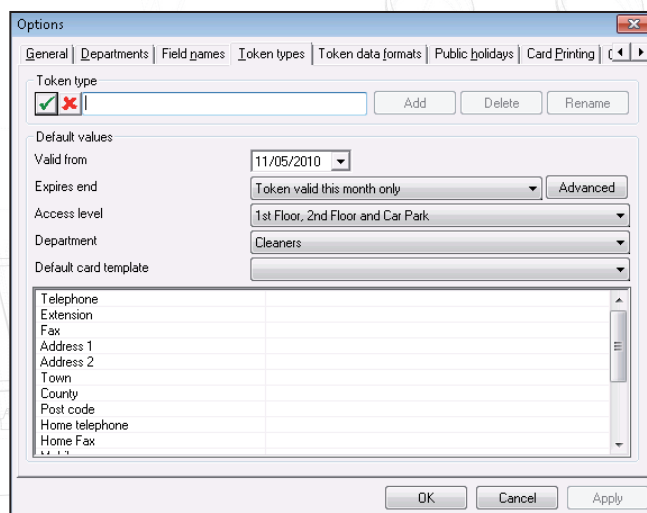 Options
General Departments Field names Token types Token data formats Public holidays Card Printing
Token type
Add Delete Rename
Default values
Valid from 11/05/2010
Expires end Token valid this month only Advanced
Access level 1st Floor, 2nd Floor and Car Park
Department Cleaners
Default card template
Telephone
Extension
Fax
Address 1
Address 2
Town
County
Post code
Home telephone
Home Fax
OK Cancel Apply